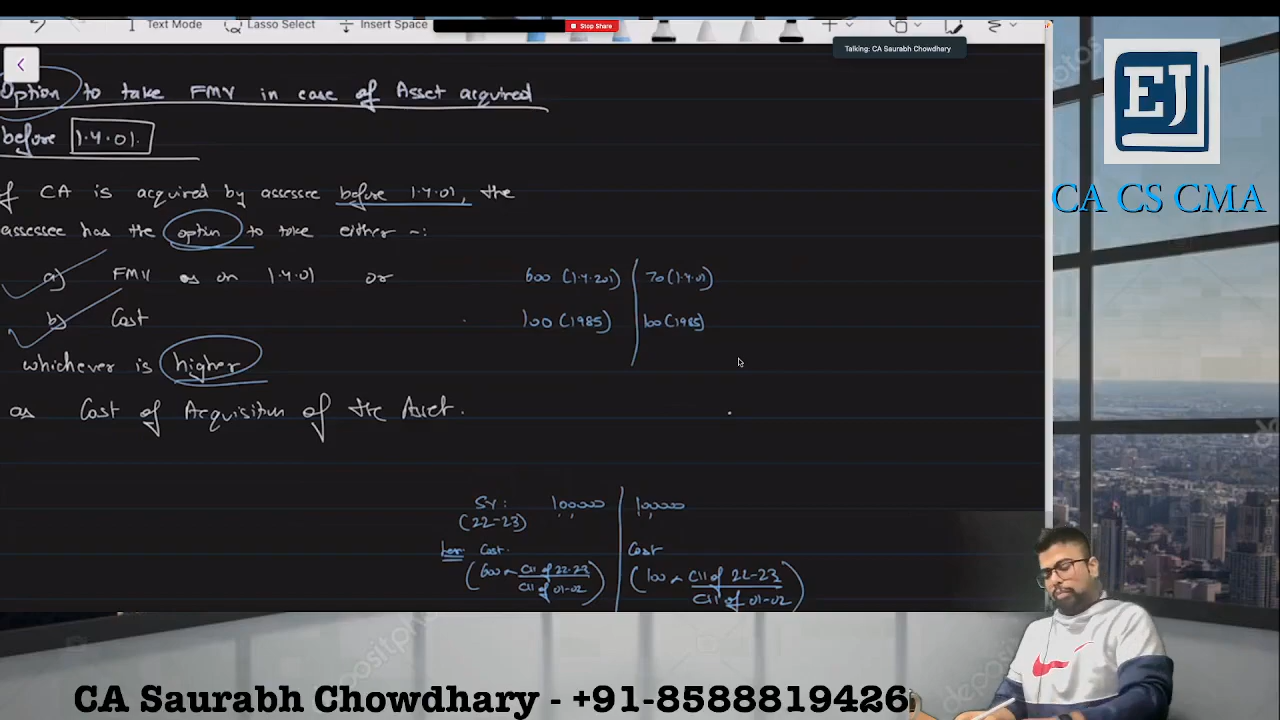 Text Mode Lasso Select Insert Space
Stop Share
Talking: CA Saurabh Chowdhary
Option to take FMV in case of Asset acquired
before 1.4.01.
f CA is acquired by assessee before 1.4.01, the
assessee has the option to take either -:
a) FMV as on 1.4.01 or
b) Cost
whichever is higher
as Cost of Acquisition of the Asset.
600 (1.4.201) 70 (1.4.01)
100 (1985) 100 (1985)
SV: 100000 100000
(22-23)
Less Cost. Cost
(600 × CII of 22-23 (100 × CII of 22-23
CII of 01-02) CII of 01-02)
EJ
CA CS CMA
CA Saurabh Chowdhary - +91-8588819426